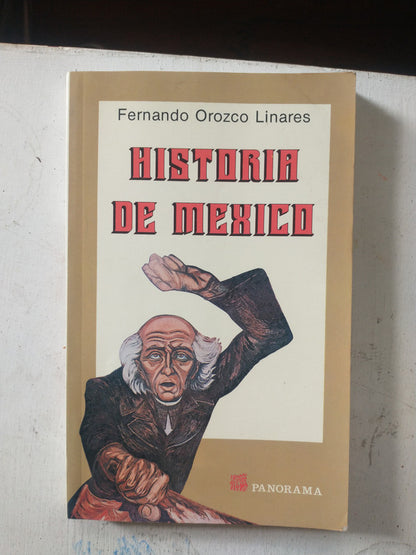 Fernando Orozco Linares
HISTORIA
DE MEXICO
PANORAMA